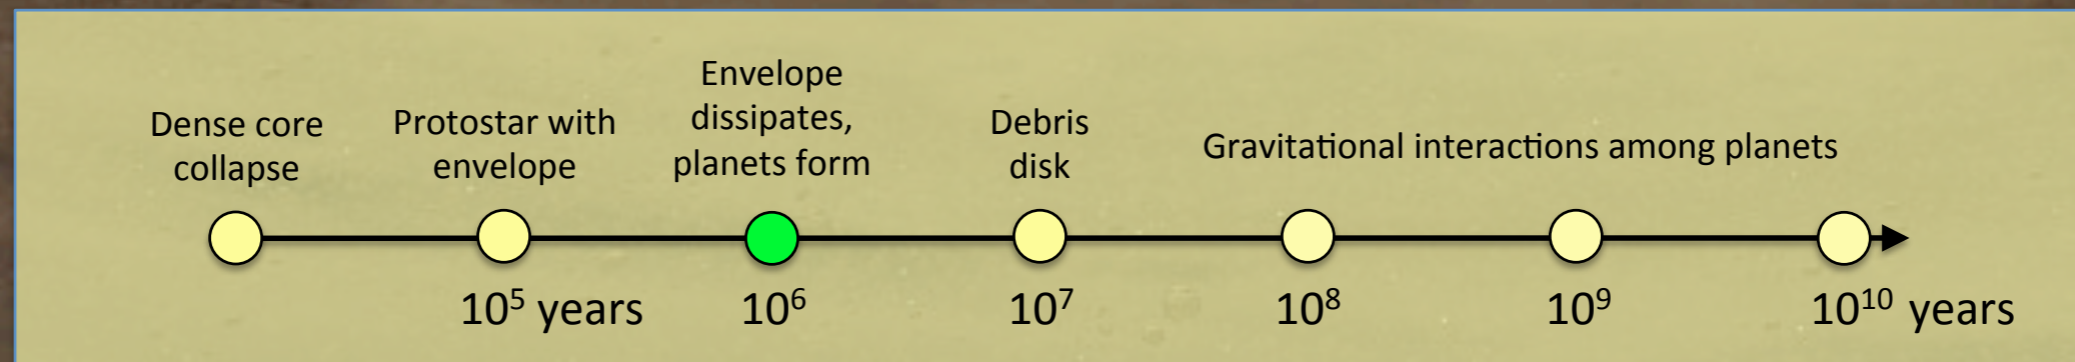 Dense core
collapse
Protostar with
envelope
Envelope
dissipates,
planets form
Debris
disk
Gravitational interactions among planets
10⁵ years
10⁶
10⁷
10⁸
10⁹
10¹⁰ years